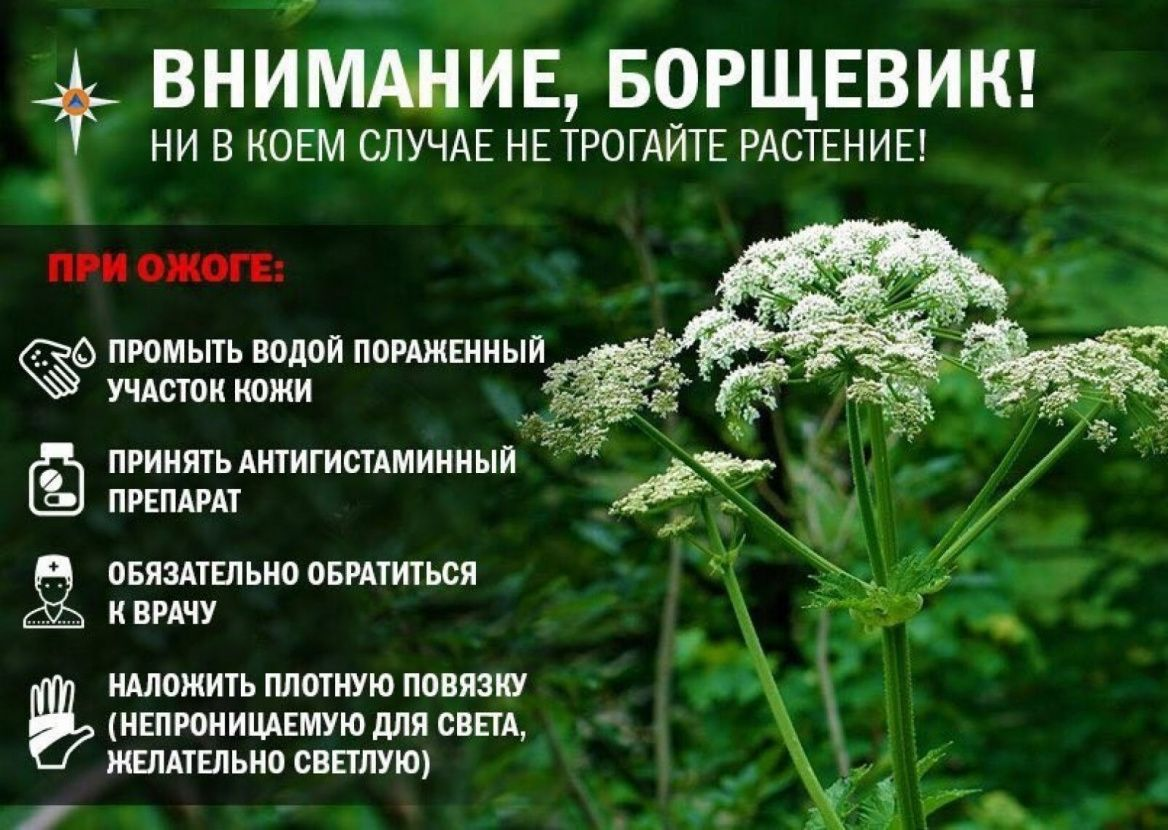 ВНИМАНИЕ, БОРЩЕВИК!
НИ В КОЕМ СЛУЧАЕ НЕ ТРОГАЙТЕ РАСТЕНИЕ!
ПРИ ОЖОГЕ:
ПРОМЫТЬ ВОДОЙ ПОРАЖЕННЫЙ
УЧАСТОК КОЖИ
ПРИНЯТЬ АНТИГИСТАМИННЫЙ
ПРЕПАРАТ
ОБЯЗАТЕЛЬНО ОБРАТИТЬСЯ
К ВРАЧУ
НАЛОЖИТЬ ПЛОТНУЮ ПОВЯЗКУ
(НЕПРОНИЦАЕМУЮ ДЛЯ СВЕТА,
ЖЕЛАТЕЛЬНО СВЕТЛУЮ)